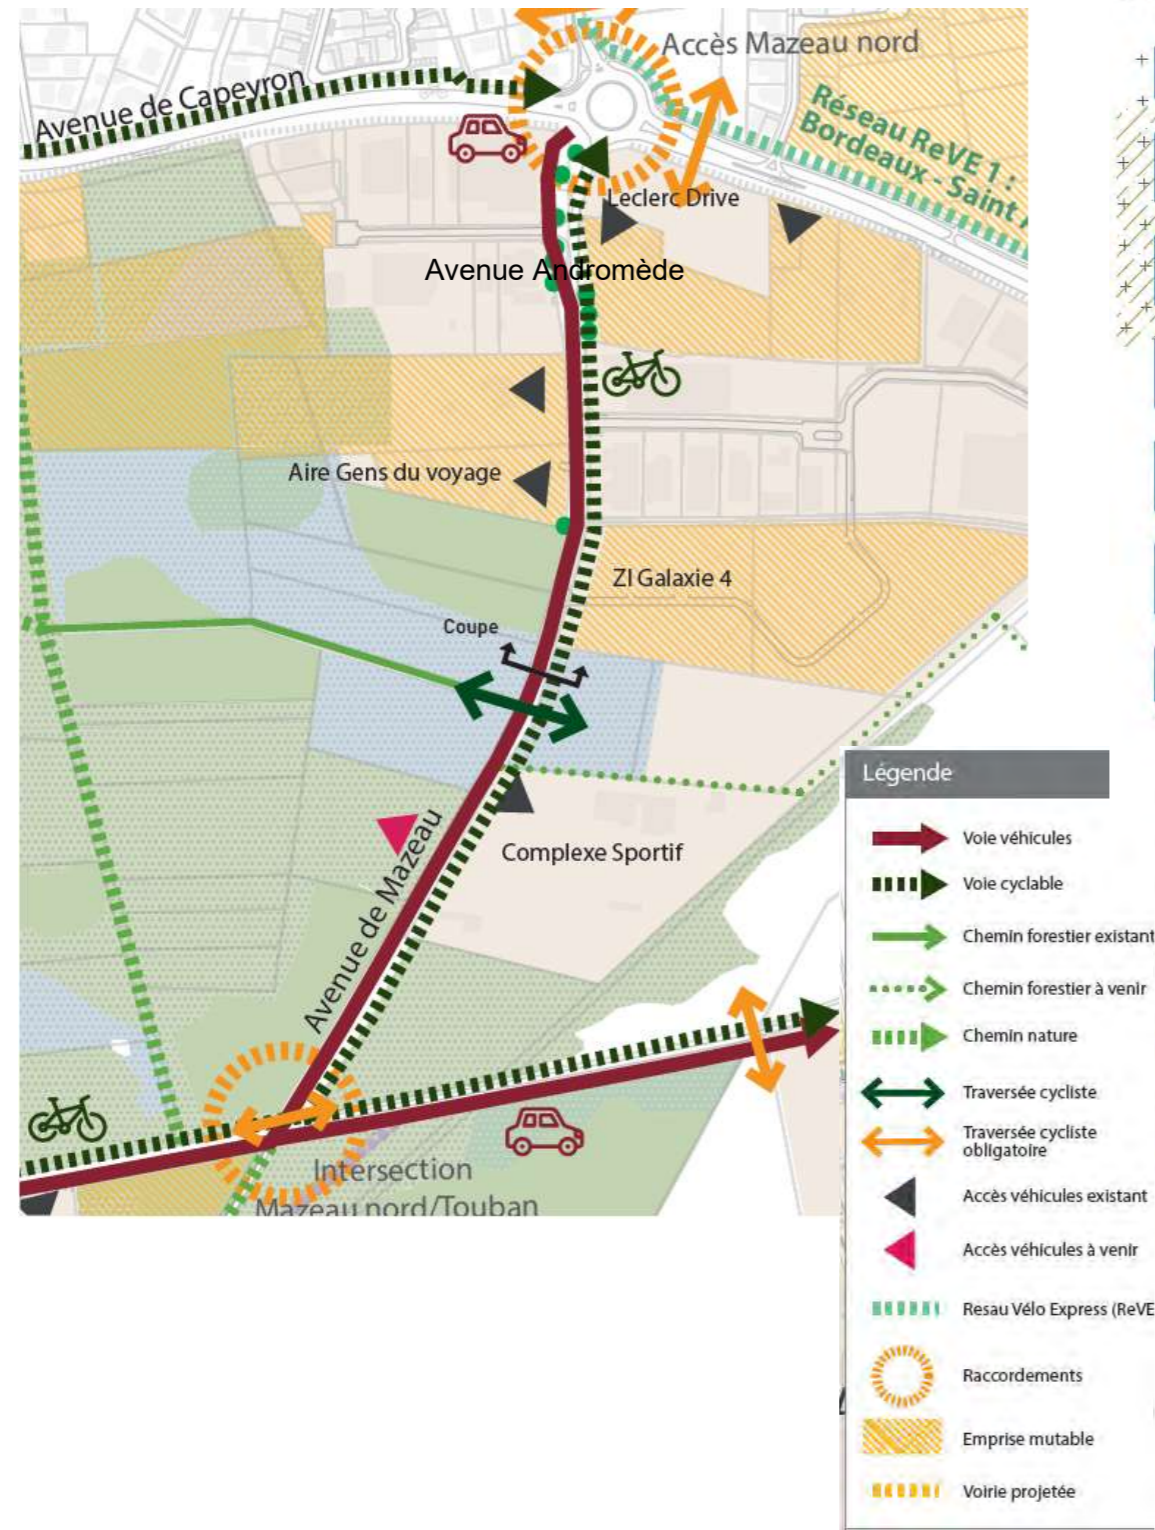 Accès Mazeau nord
Avenue de Capeyron
Réseau ReVE 1 :
Bordeaux - Saint
Leclerc Drive
Avenue Andromède
Aire Gens du voyage
ZI Galaxie 4
Coupe
Complexe Sportif
Avenue de Mazeau
Intersection
Mazeau nord/Touban
Légende
Voie véhicules
Voie cyclable
Chemin forestier existant
Chemin forestier à venir
Chemin nature
Traversée cycliste
Traversée cycliste
obligatoire
Accès véhicules existant
Accès véhicules à venir
Resau Vélo Express (ReVE
Raccordements
Emprise mutable
Voirie projetée